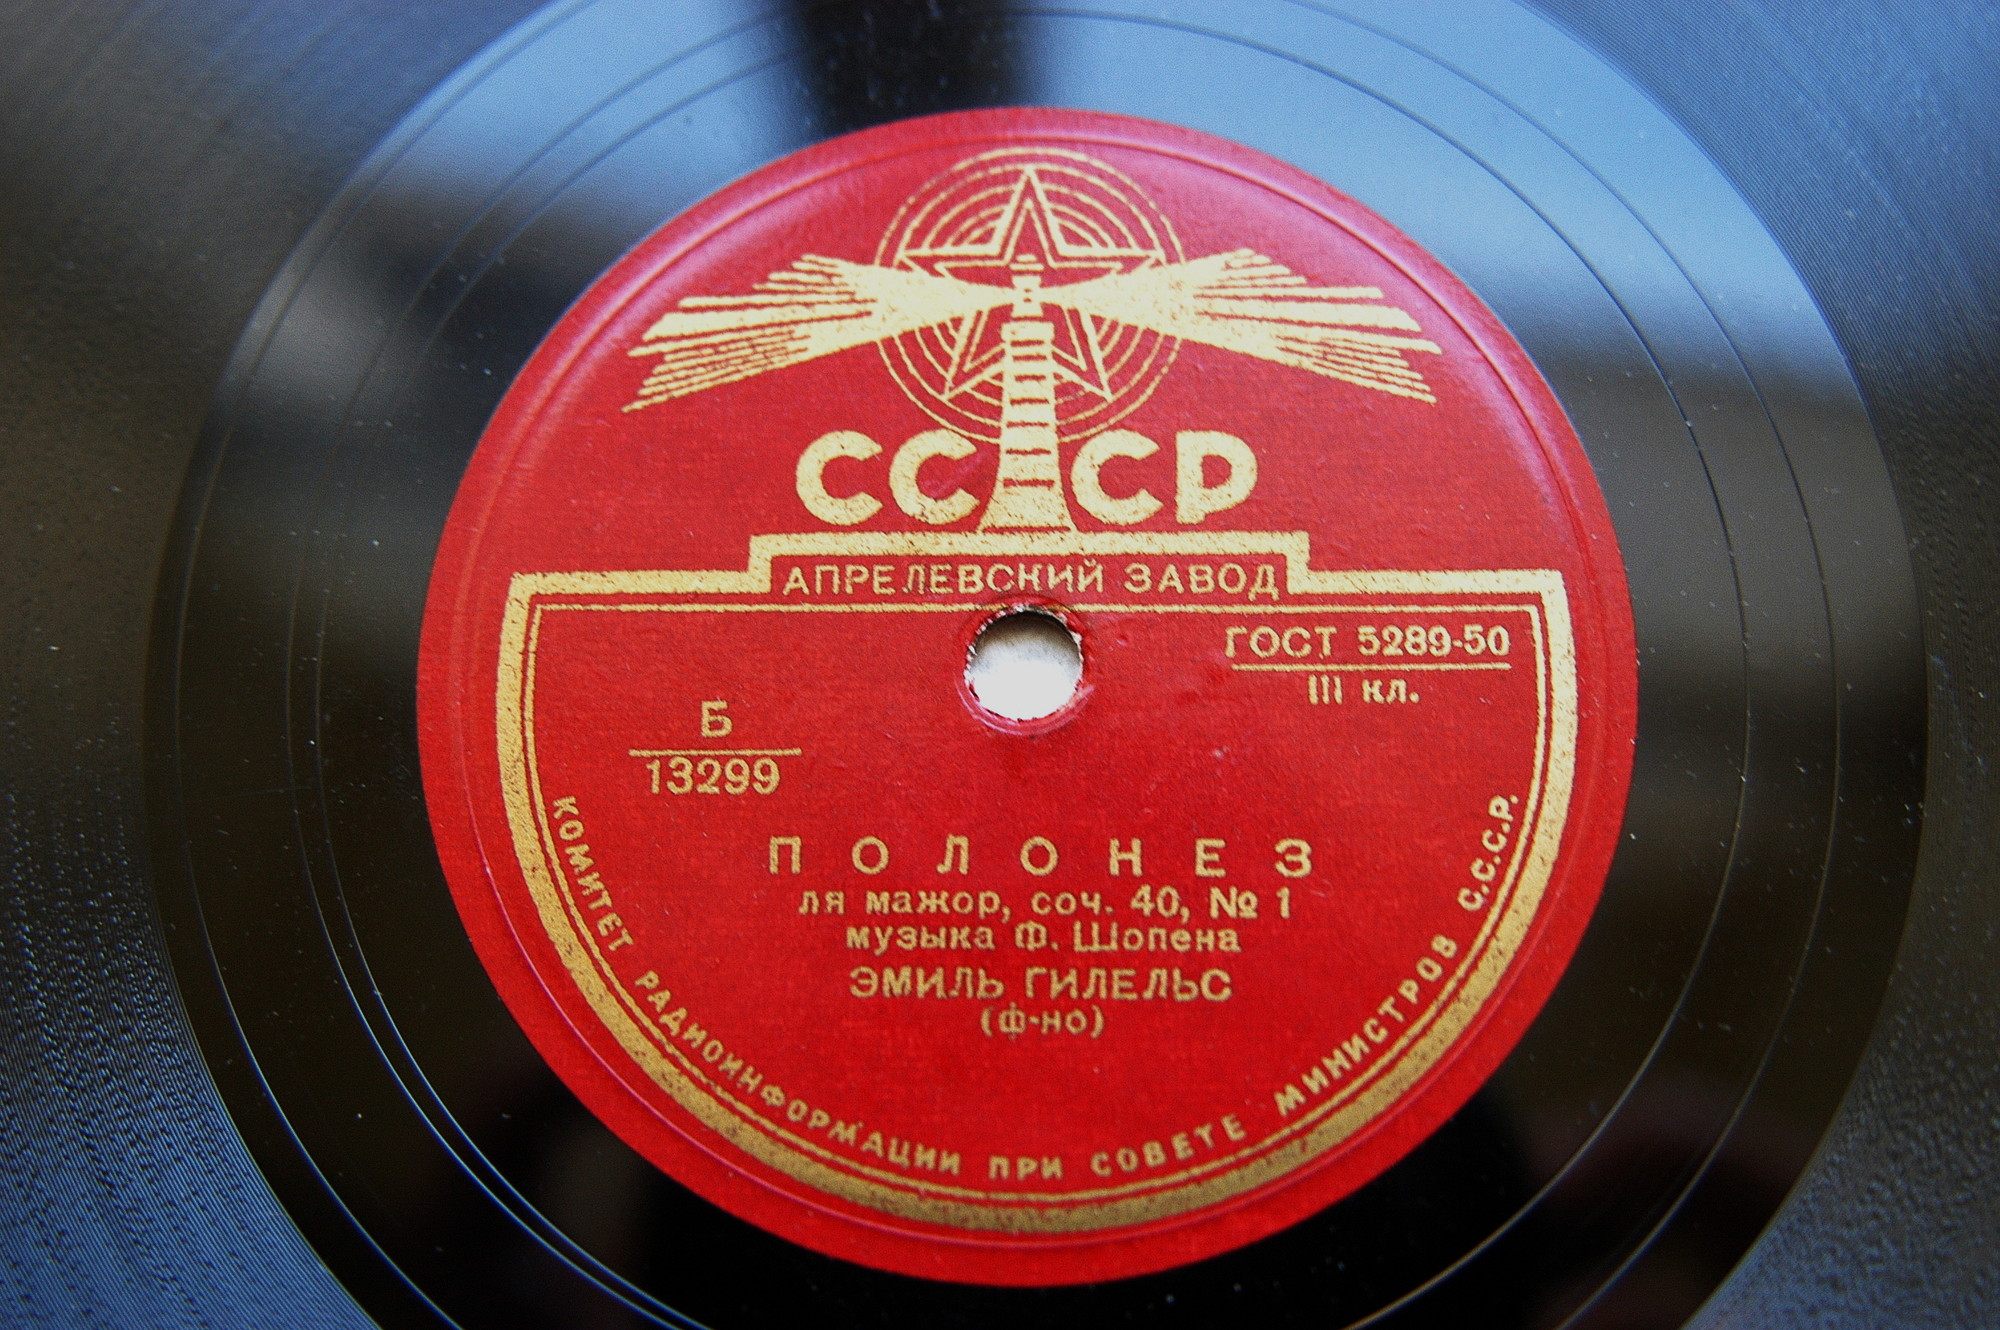 СССР
АПРЕЛЕВСКИЙ ЗАВОД
ГОСТ 5289-50
III кл.
Б
13299
ПОЛОНЕЗ
ля мажор, соч. 40, № 1
музыка Ф. Шопена
ЭМИЛЬ ГИЛЕЛЬС
(ф-но)
КОМИТЕТ РАДИОИНФОРМАЦИИ ПРИ СОВЕТЕ МИНИСТРОВ С.С.С.Р.